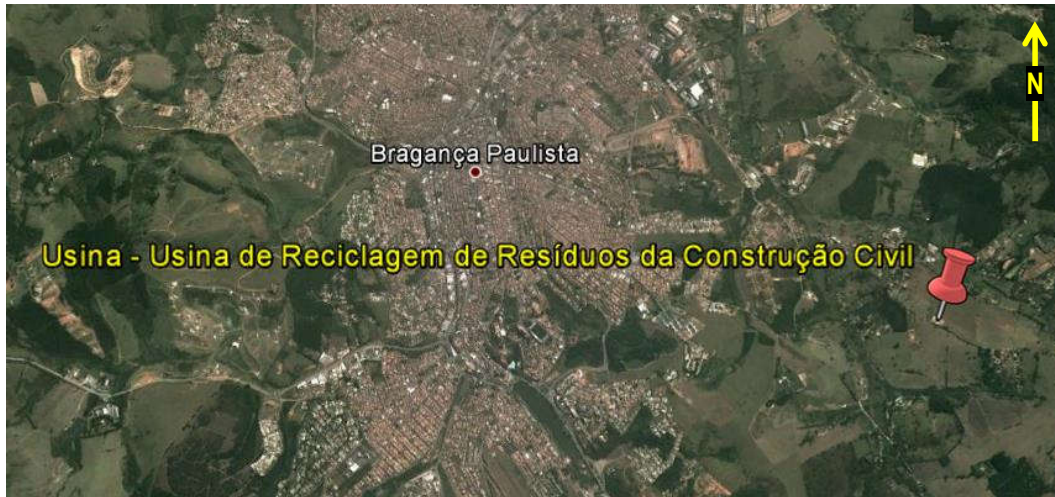 N
Bragança Paulista
Usina - Usina de Reciclagem de Resíduos da Construção Civil